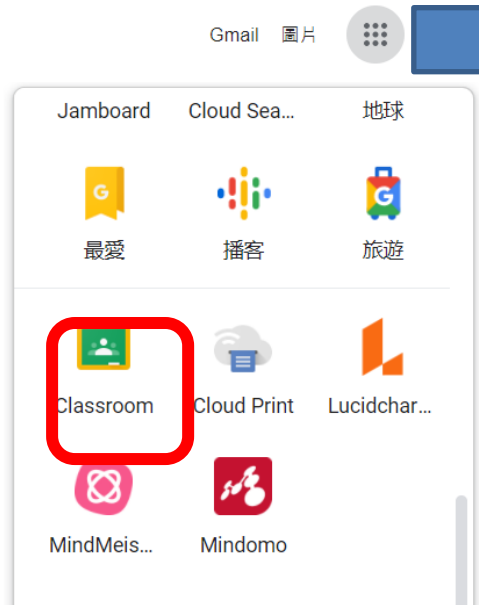 Gmail 圖片
Jamboard Cloud Sea... 地球
最愛 播客 旅遊
Classroom Cloud Print Lucidchar...
MindMeis... Mindomo